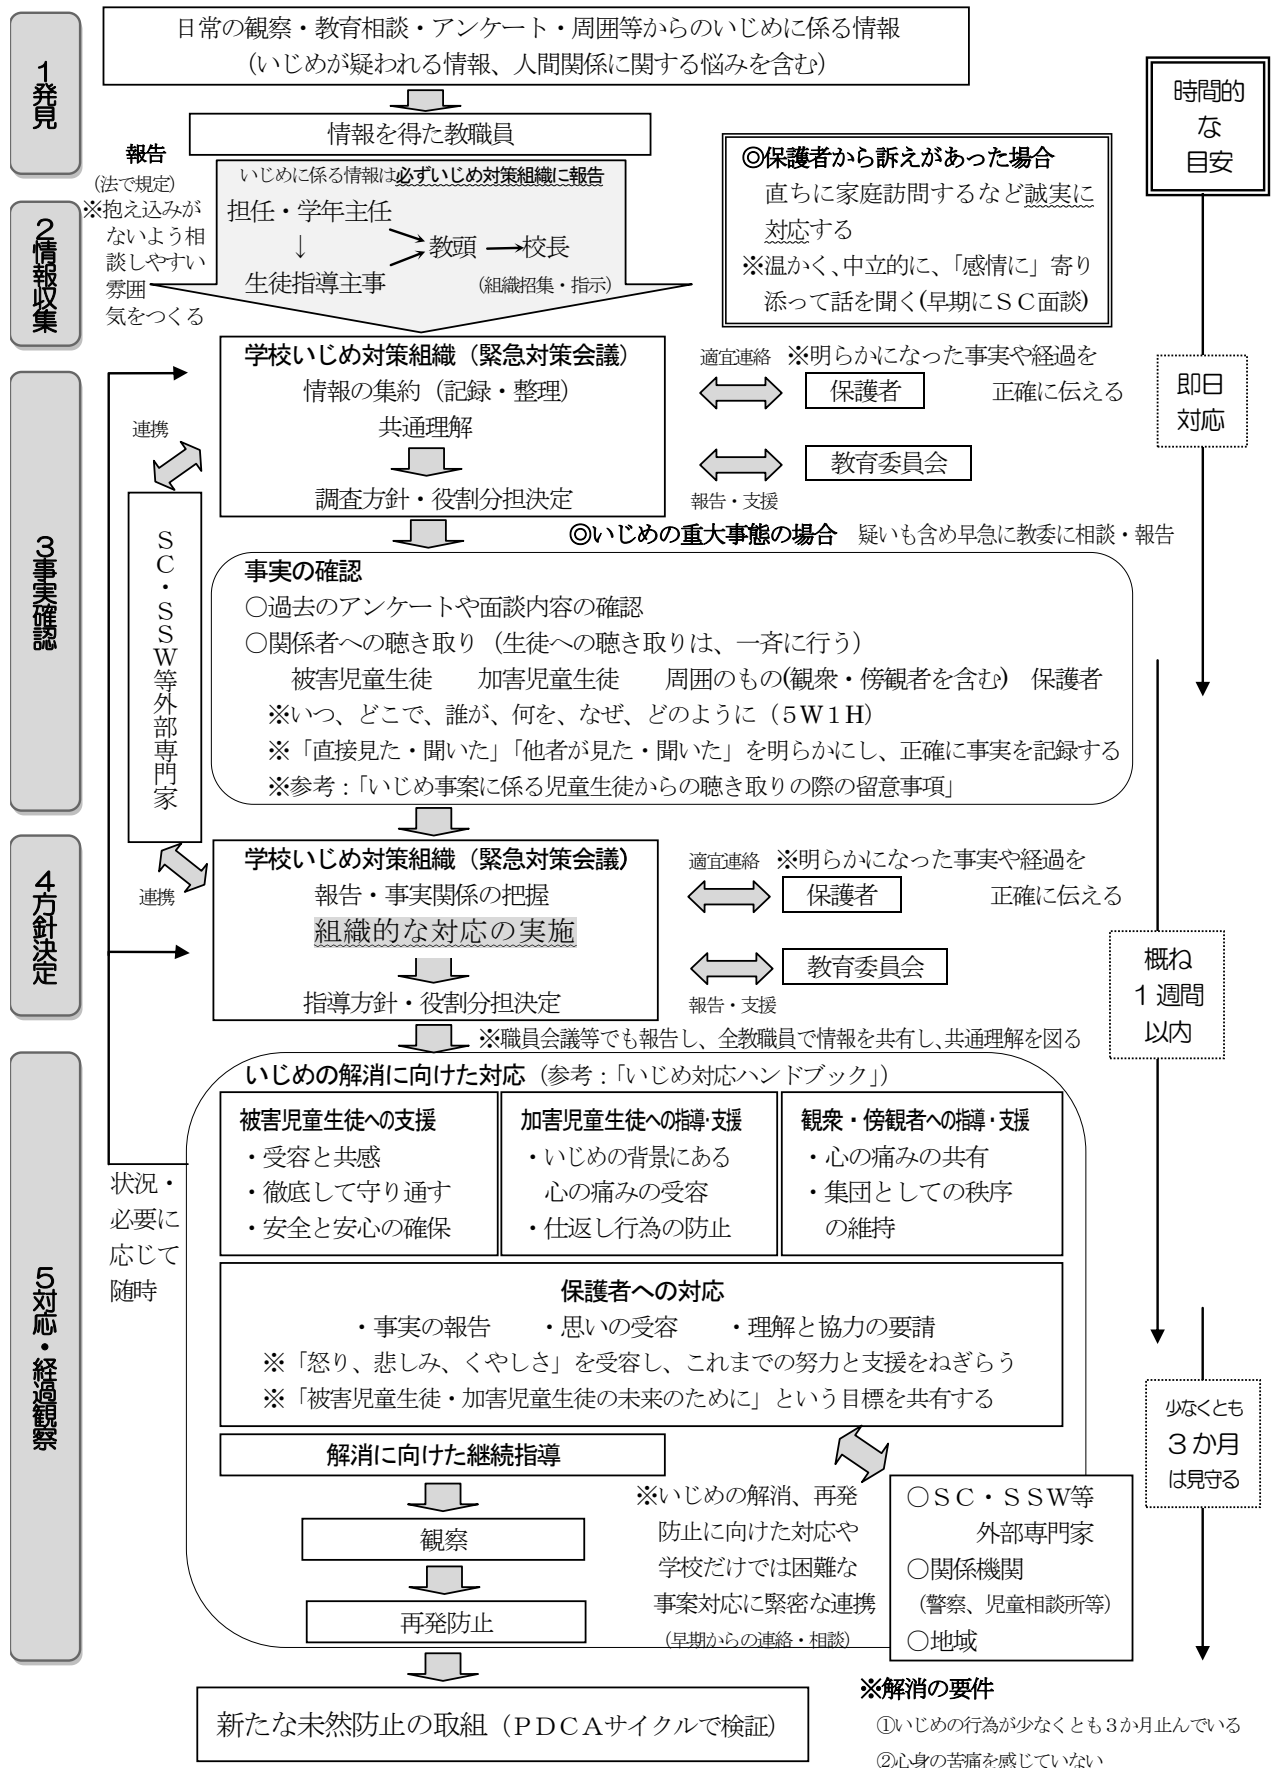 日常の観察・教育相談・アンケート・周囲等からのいじめに係る情報
（いじめが疑われる情報、人間関係に関する悩みを含む）
1発見
情報を得た教職員
時間的
な
目安
報告
（法で規定）
※抱え込みが
ないよう相
談しやすい
雰囲
気をつくる
いじめに係る情報は必ずいじめ対策組織に報告
担任・学年主任
↓
生徒指導主事
教頭
校長
（組織招集・指示）
◎保護者から訴えがあった場合
直ちに家庭訪問するなど誠実に
対応する
※温かく、中立的に、「感情に」寄り
添って話を聞く(早期にＳＣ面談)
2情報収集
学校いじめ対策組織（緊急対策会議）
情報の集約（記録・整理）
共通理解
調査方針・役割分担決定
適宜連絡　※明らかになった事実や経過を
保護者
正確に伝える
教育委員会
報告・支援
即日
対応
連携
ＳＣ・ＳＳＷ等外部専門家
3事実確認
◎いじめの重大事態の場合　疑いも含め早急に教委に相談・報告
事実の確認
○過去のアンケートや面談内容の確認
○関係者への聴き取り（生徒への聴き取りは、一斉に行う）
被害児童生徒　加害児童生徒　周囲のもの(観衆・傍観者を含む)　保護者
※いつ、どこで、誰が、何を、なぜ、どのように（５Ｗ１Ｈ）
※「直接見た・聞いた」「他者が見た・聞いた」を明らかにし、正確に事実を記録する
※参考：「いじめ事案に係る児童生徒からの聴き取りの際の留意事項」
4方針決定
連携
学校いじめ対策組織（緊急対策会議）
報告・事実関係の把握
組織的な対応の実施
指導方針・役割分担決定
適宜連絡　※明らかになった事実や経過を
保護者
正確に伝える
教育委員会
報告・支援
概ね
１週間
以内
※職員会議等でも報告し、全教職員で情報を共有し、共通理解を図る
5対応・経過観察
いじめの解消に向けた対応（参考：「いじめ対応ハンドブック」）
被害児童生徒への支援
・受容と共感
・徹底して守り通す
・安全と安心の確保
加害児童生徒への指導・支援
・いじめの背景にある
心の痛みの受容
・仕返し行為の防止
観衆・傍観者への指導・支援
・心の痛みの共有
・集団としての秩序
の維持
状況・
必要に
応じて
随時
保護者への対応
・事実の報告　・思いの受容　・理解と協力の要請
※「怒り、悲しみ、くやしさ」を受容し、これまでの努力と支援をねぎらう
※「被害児童生徒・加害児童生徒の未来のために」という目標を共有する
少なくとも
３か月
は見守る
解消に向けた継続指導
観察
再発防止
※いじめの解消、再発
防止に向けた対応や
学校だけでは困難な
事案対応に緊密な連携
（早期からの連絡・相談）
○ＳＣ・ＳＳＷ等
外部専門家
○関係機関
（警察、児童相談所等）
○地域
新たな未然防止の取組（ＰＤＣＡサイクルで検証）
※解消の要件
①いじめの行為が少なくとも３か月止んでいる
②心身の苦痛を感じていない